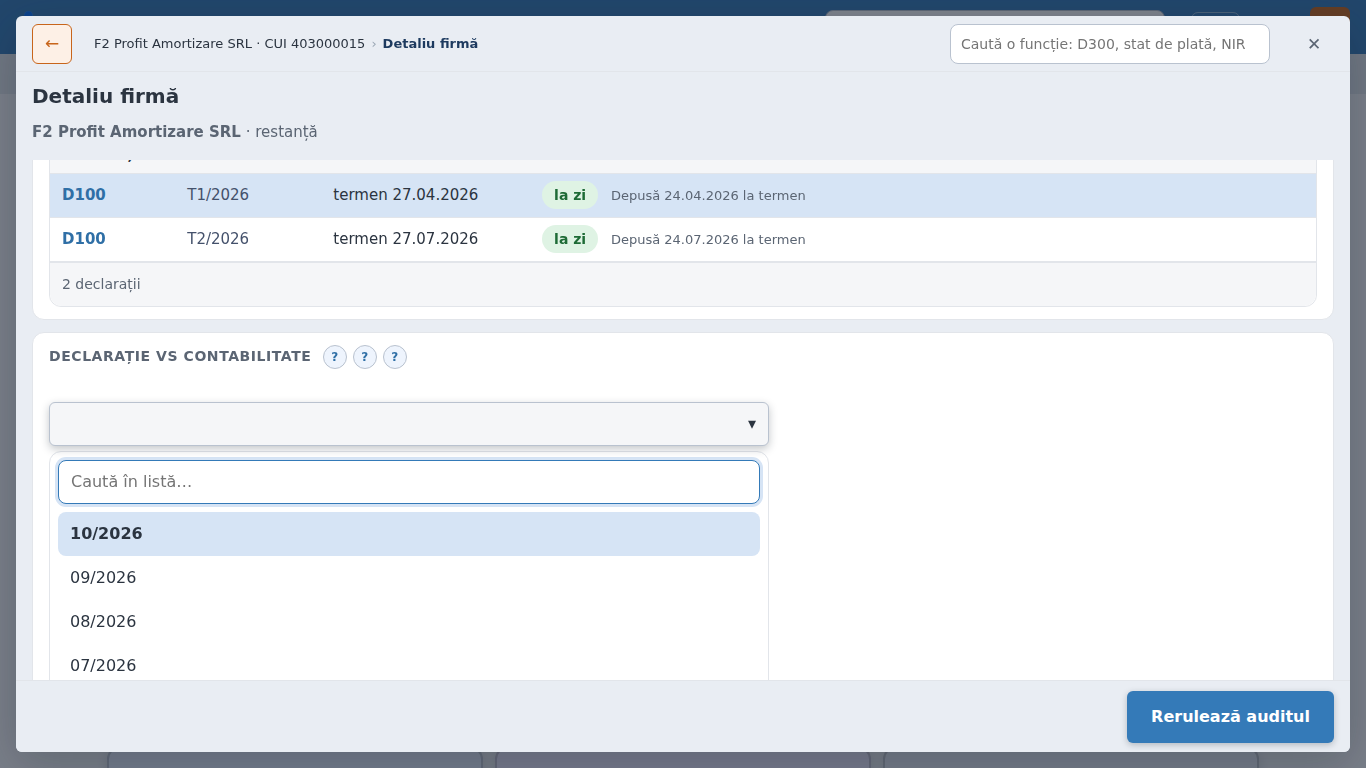 ← F2 Profit Amortizare SRL · CUI 403000015 › Detaliu firmă Caută o funcție: D300, stat de plată, NIR ✕
Detaliu firmă
F2 Profit Amortizare SRL · restanță
D100 T1/2026 termen 27.04.2026 la zi Depusă 24.04.2026 la termen
D100 T2/2026 termen 27.07.2026 la zi Depusă 24.07.2026 la termen
2 declarații
DECLARAȚIE VS CONTABILITATE ? ? ?
▼
Caută în listă...
10/2026
09/2026
08/2026
07/2026
Rerulează auditul